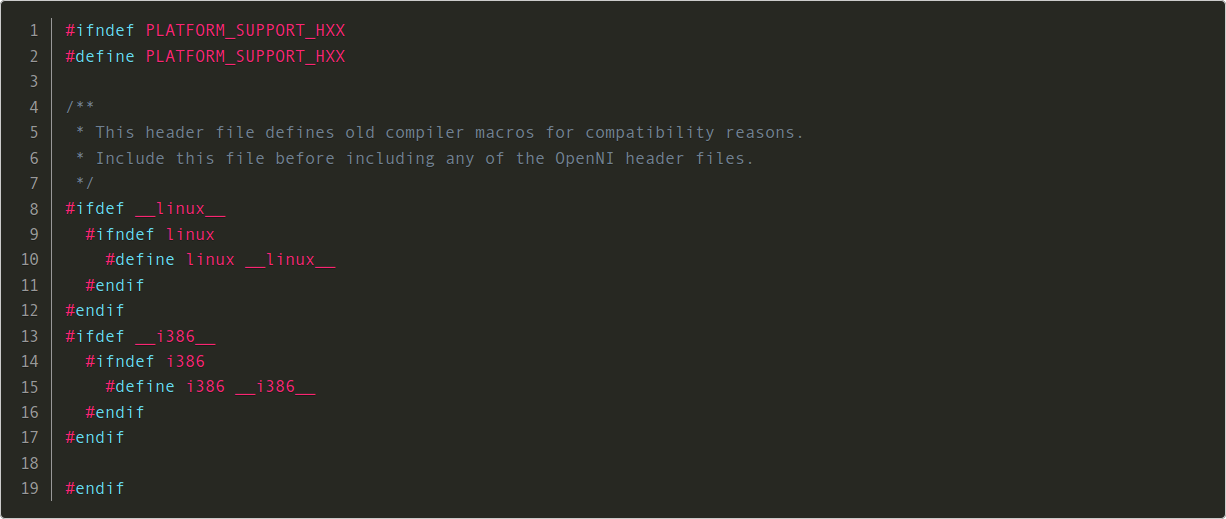 1 #ifndef PLATFORM_SUPPORT_HXX
2 #define PLATFORM_SUPPORT_HXX
3
4 /**
5  * This header file defines old compiler macros for compatibility reasons.
6  * Include this file before including any of the OpenNI header files.
7  */
8 #ifdef __linux__
9   #ifndef linux
10     #define linux __linux__
11   #endif
12 #endif
13 #ifdef __i386__
14   #ifndef i386
15     #define i386 __i386__
16   #endif
17 #endif
18
19 #endif